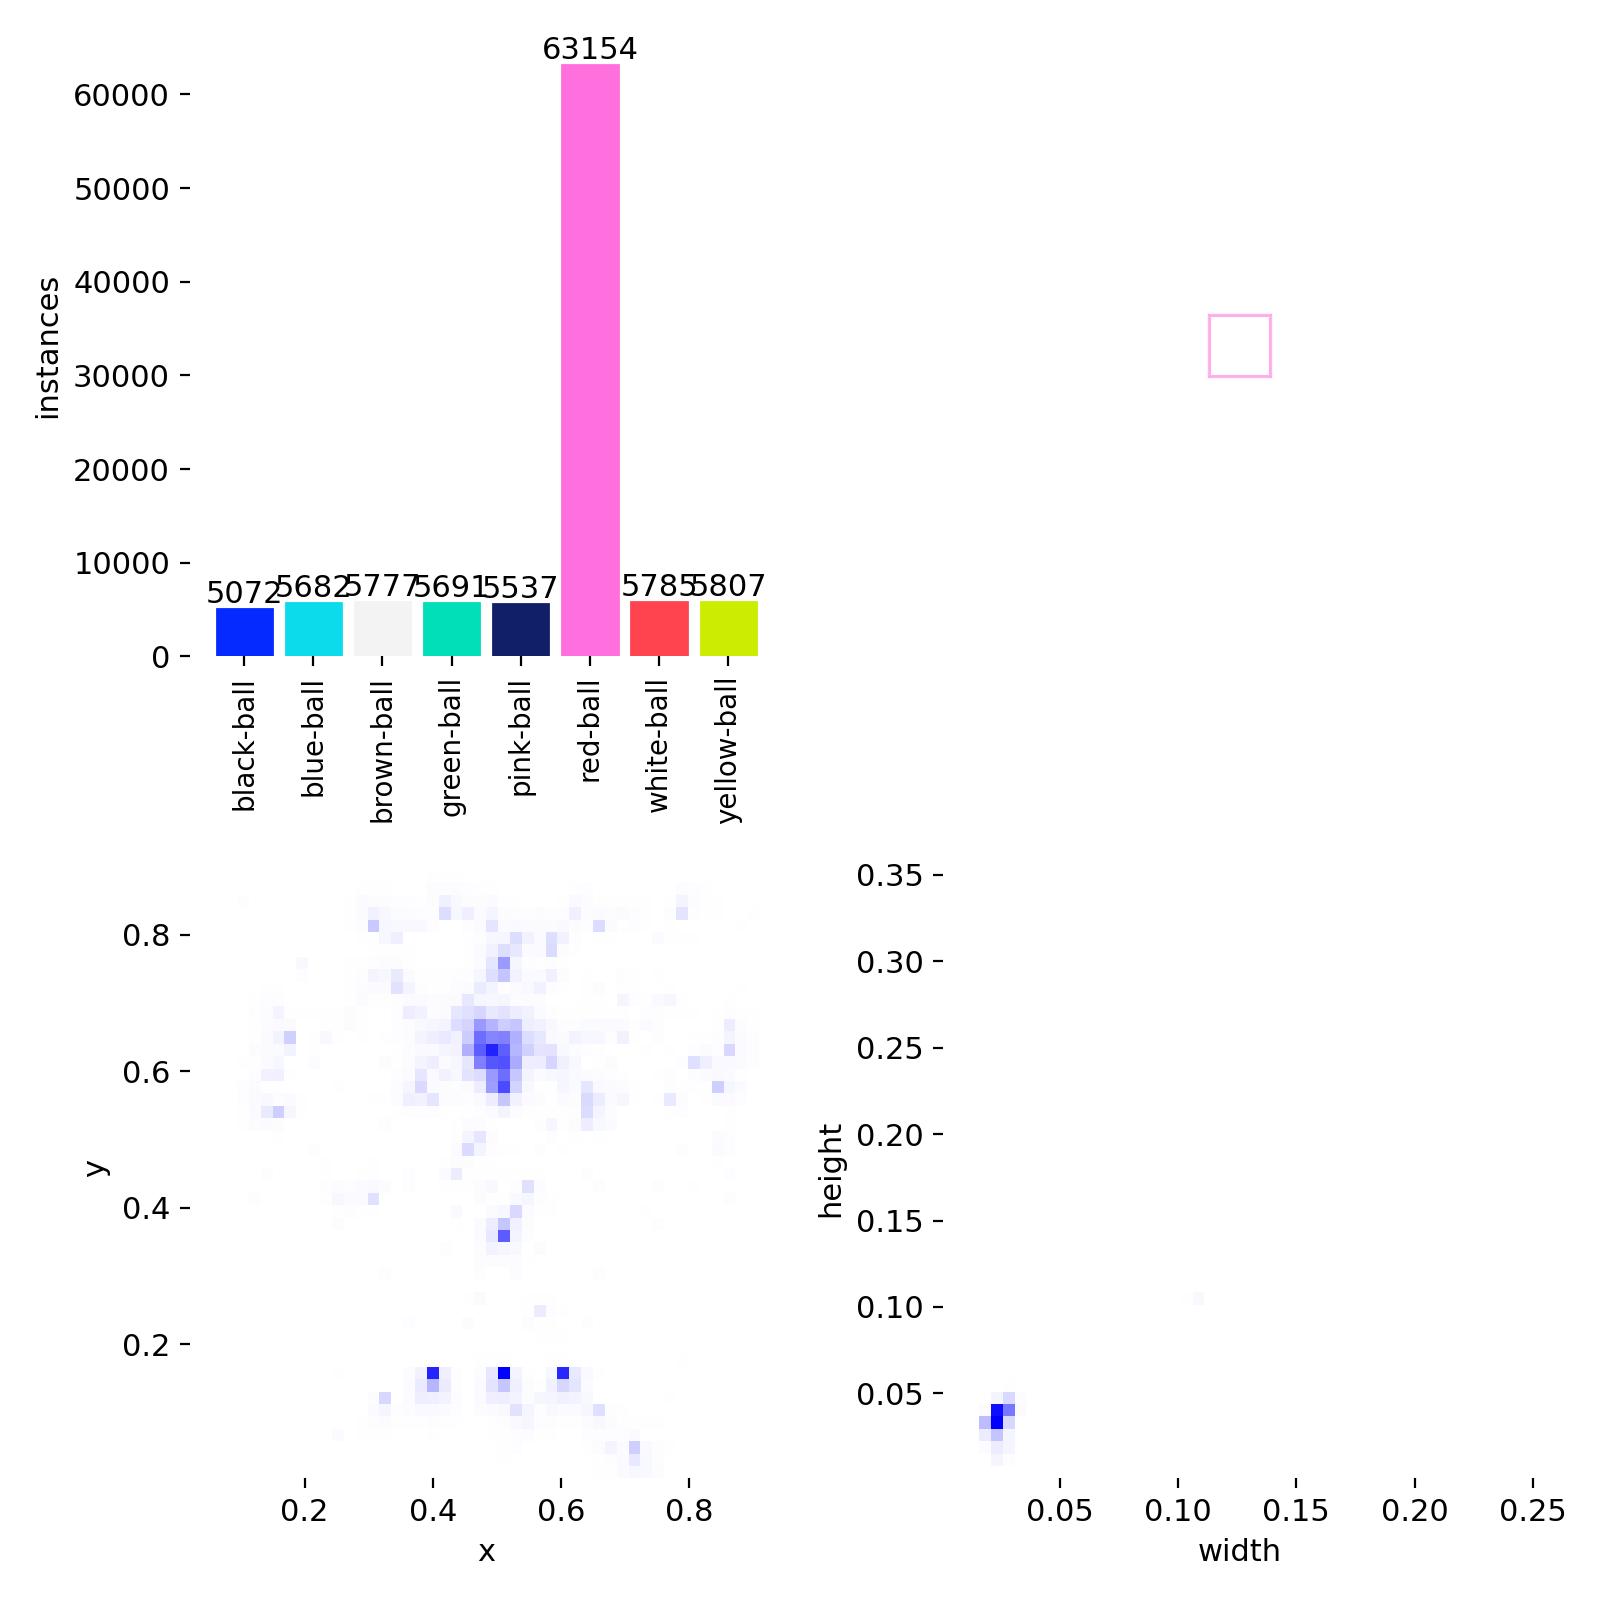 63154
60000
50000
40000
30000
20000
10000
0
instances
5072 5682 5777 5691 5537 5785 5807
black-ball
blue-ball
brown-ball
green-ball
pink-ball
red-ball
white-ball
yellow-ball
0.8
0.6
0.4
0.2
y
0.2 0.4 0.6 0.8
x
0.35
0.30
0.25
0.20
0.15
0.10
0.05
height
0.05 0.10 0.15 0.20 0.25
width